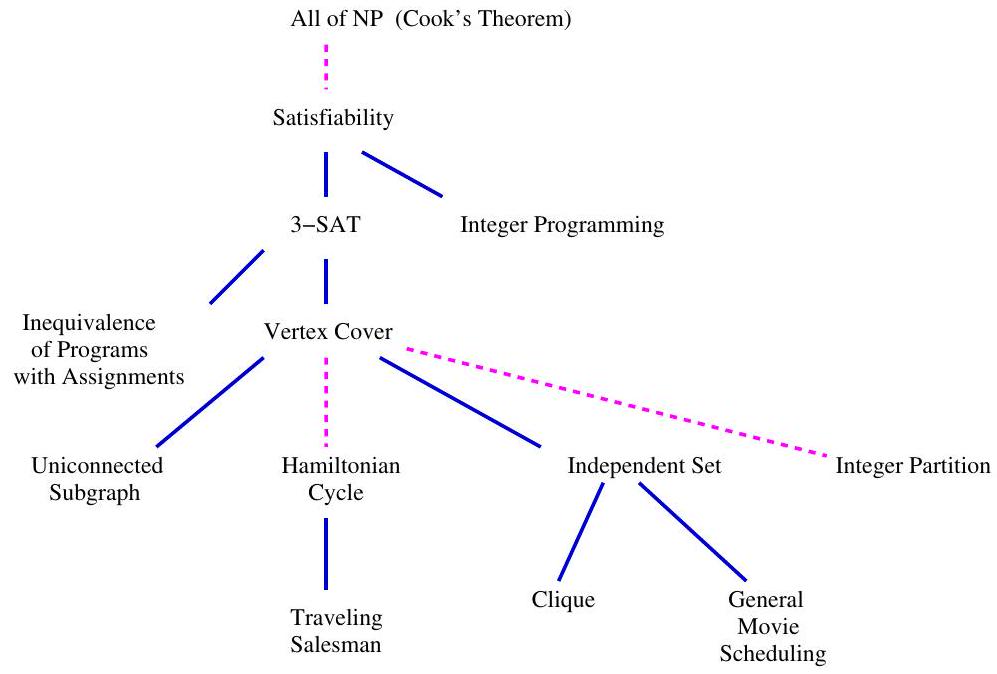 All of NP (Cook's Theorem)
Satisfiability
3−SAT
Integer Programming
Inequivalence
of Programs
with Assignments
Vertex Cover
Uniconnected
Subgraph
Hamiltonian
Cycle
Independent Set
Integer Partition
Traveling
Salesman
Clique
General
Movie
Scheduling